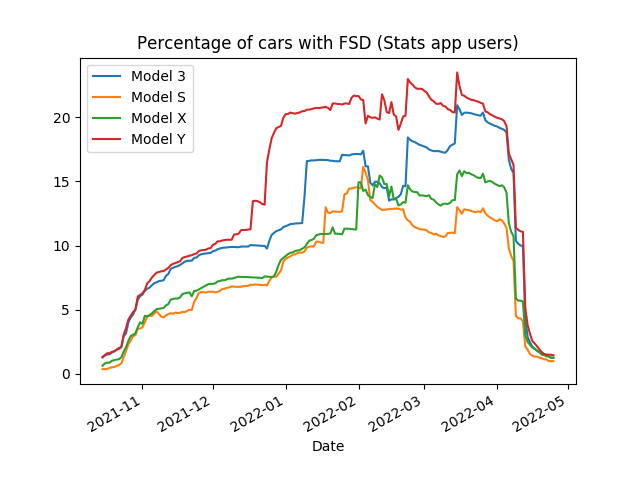 Percentage of cars with FSD (Stats app users)
Model 3
Model S
Model X
Model Y
20
15
10
5
0
2021-11
2021-12
2022-01
2022-02
2022-03
2022-04
2022-05
Date